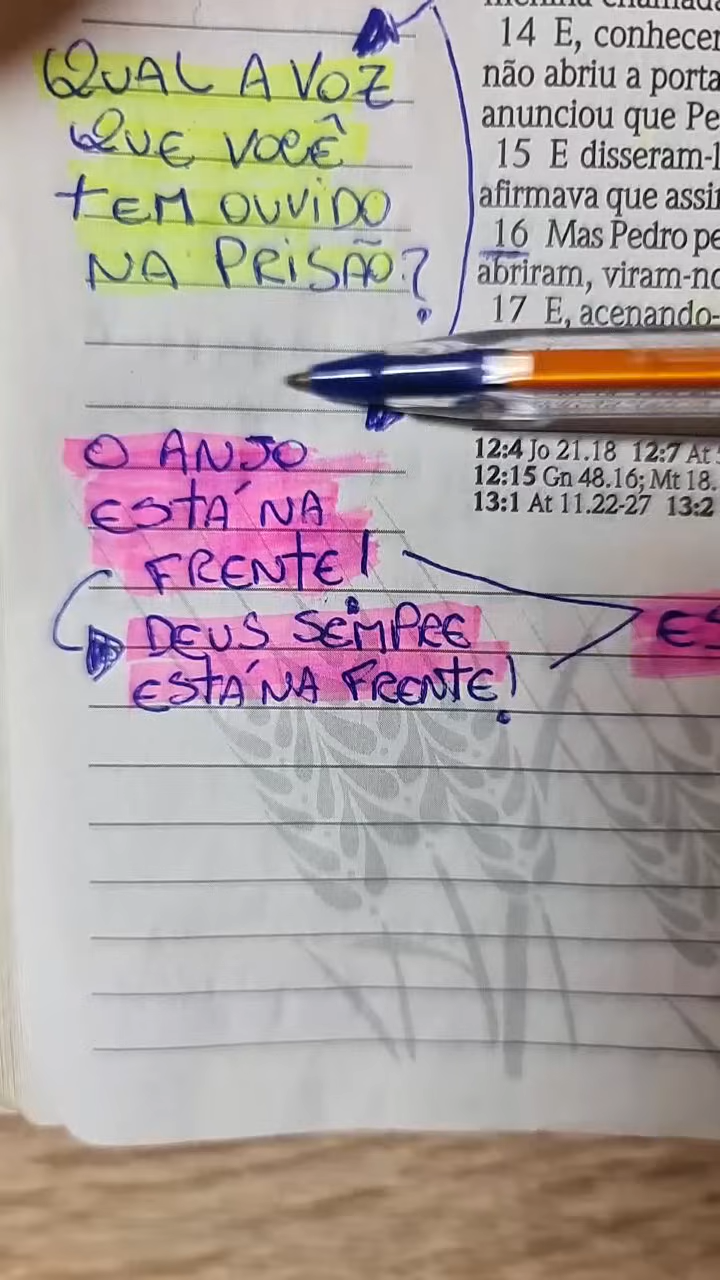 QUAL A VOZ
QUE VOCÊ
TEM OUVIDO
NA PRISÃO?
O ANJO
ESTÁ NA
FRENTE!
DEUS SEMPRE
ESTÁ NA FRENTE!
14 E, conhecen
não abriu a porta
anunciou que Pe
15 E disseram-l
afirmava que assi
16 Mas Pedro pe
abriram, viram-no
17 E, acenando-
12:4 Jo 21.18 12:7 At
12:15 Gn 48.16; Mt 18.
13:1 At 11.22-27 13:2
ES